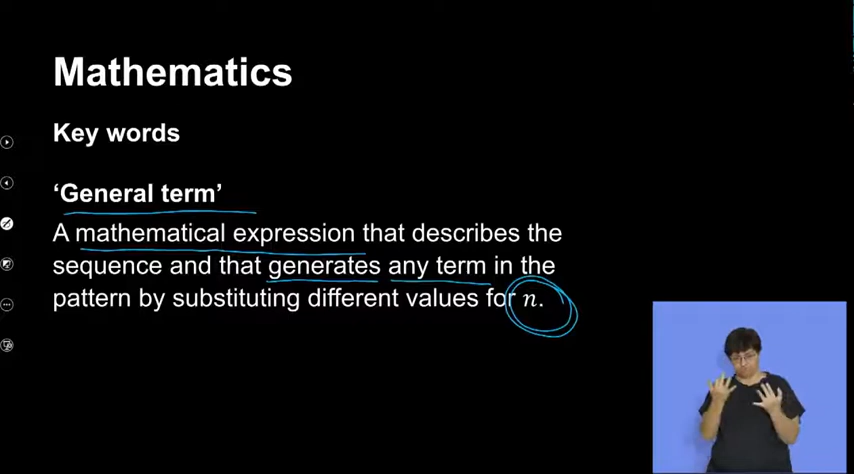 Mathematics
Key words
‘General term’
A mathematical expression that describes the
sequence and that generates any term in the
pattern by substituting different values for n.